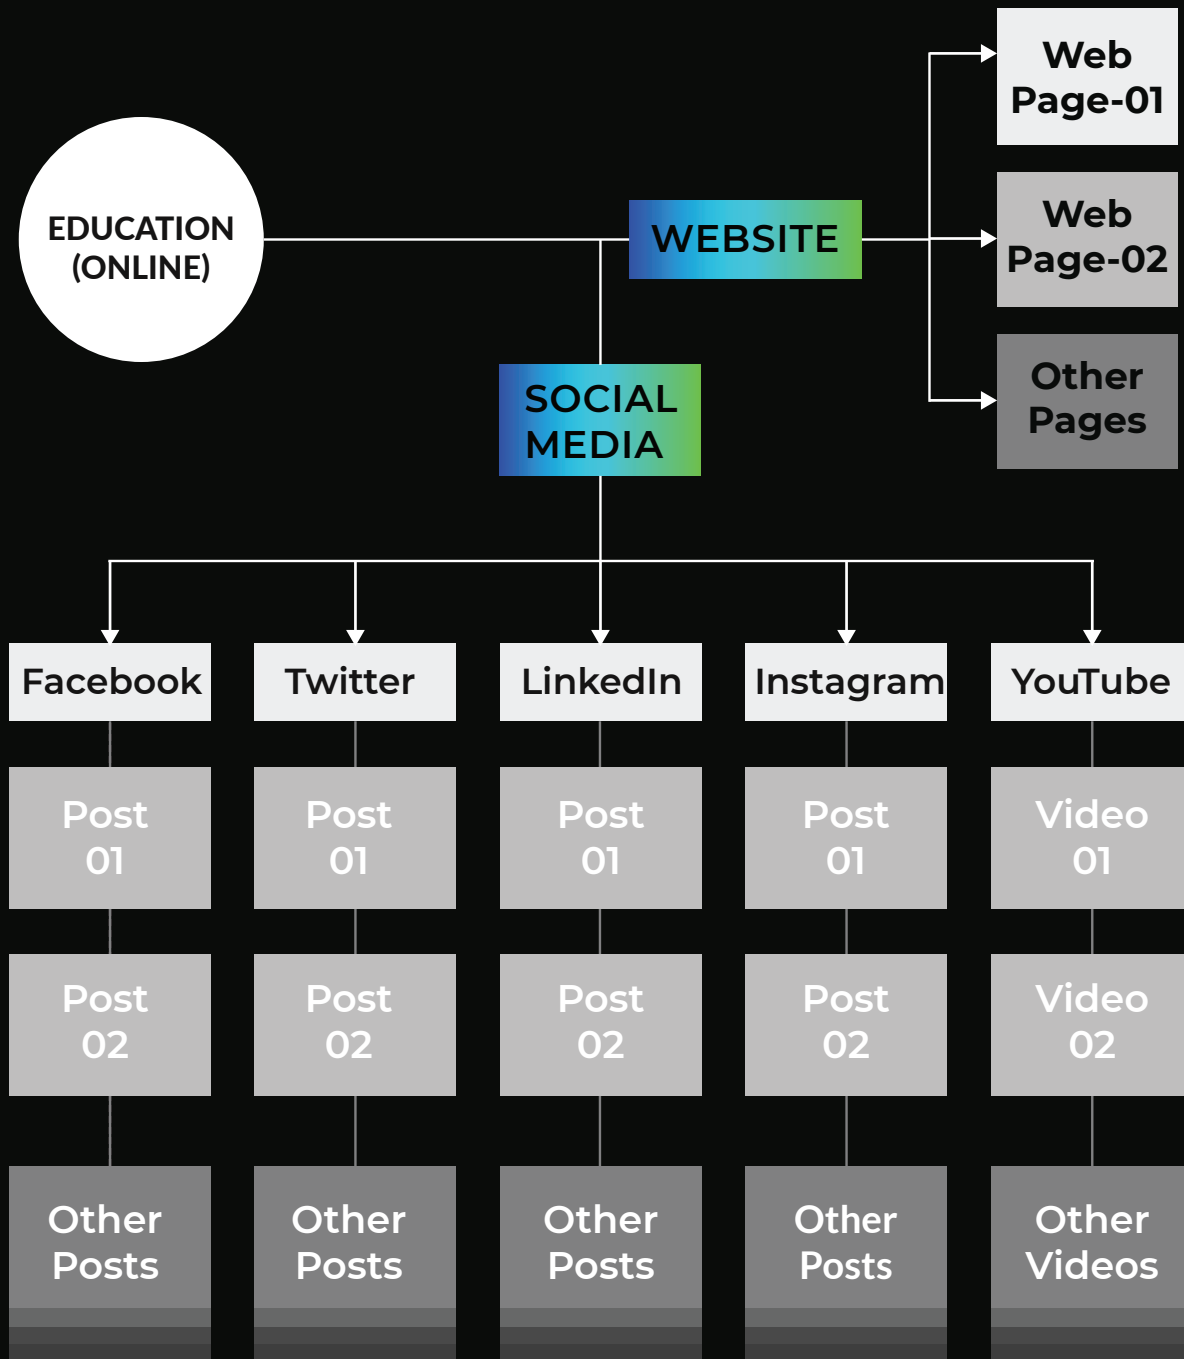 Web
Page-01
EDUCATION
(ONLINE)
WEBSITE
Web
Page-02
Other
Pages
SOCIAL
MEDIA
Facebook
Twitter
LinkedIn
Instagram
YouTube
Post
01
Post
01
Post
01
Post
01
Video
01
Post
02
Post
02
Post
02
Post
02
Video
02
Other
Posts
Other
Posts
Other
Posts
Other
Posts
Other
Videos